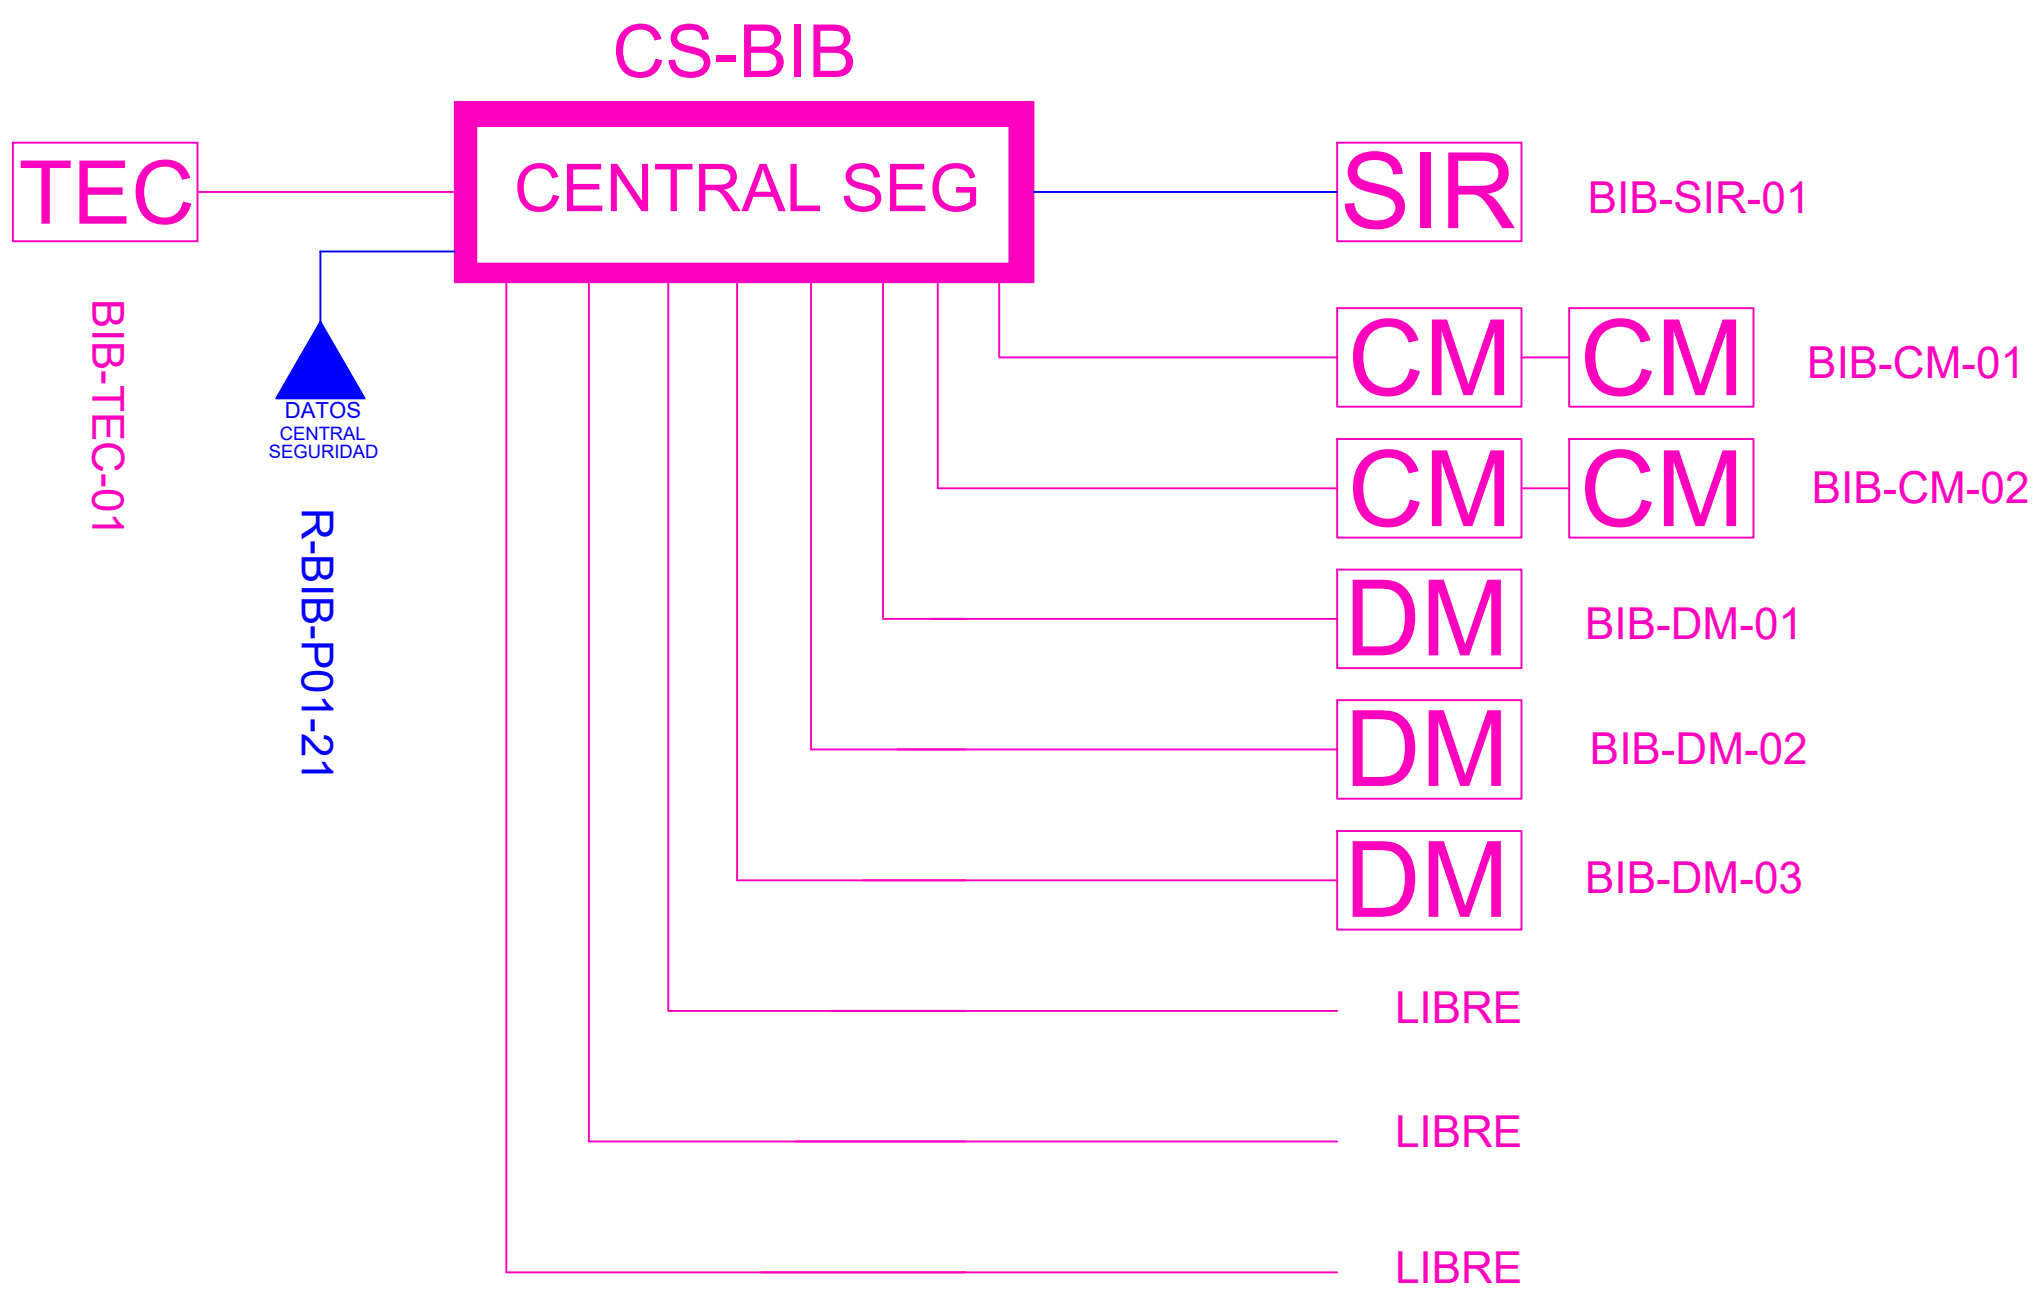 CS-BIB
TEC
CENTRAL SEG
SIR
BIB-SIR-01
BIB-TEC-01
DATOS
CENTRAL
SEGURIDAD
R-BIB-P01-21
CM
CM
BIB-CM-01
CM
CM
BIB-CM-02
DM
BIB-DM-01
DM
BIB-DM-02
DM
BIB-DM-03
LIBRE
LIBRE
LIBRE